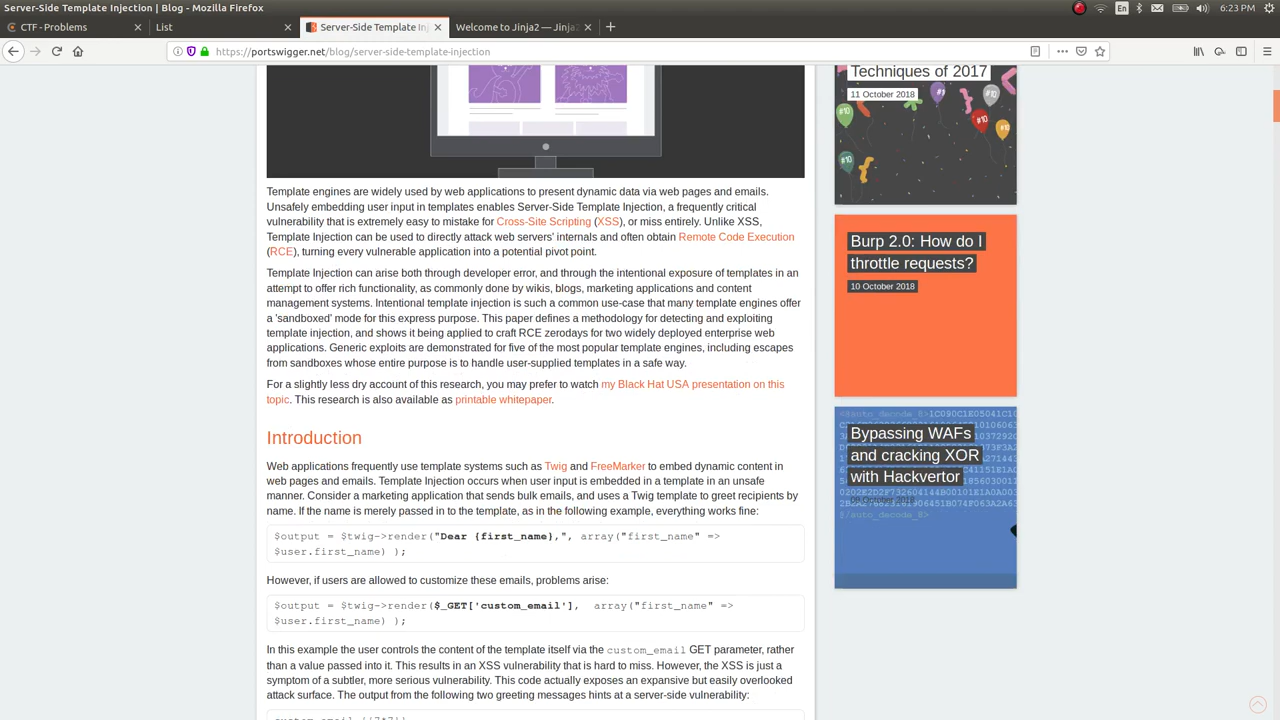 Server-Side Template Injection | Blog - Mozilla Firefox
En
6:23 PM
CTF - Problems
List
Server-Side Template Inj
Welcome to Jinja2 — Jinja2
https://portswigger.net/blog/server-side-template-injection
Template engines are widely used by web applications to present dynamic data via web pages and emails.
Unsafely embedding user input in templates enables Server-Side Template Injection, a frequently critical
vulnerability that is extremely easy to mistake for Cross-Site Scripting (XSS), or miss entirely. Unlike XSS,
Template Injection can be used to directly attack web servers' internals and often obtain Remote Code Execution
(RCE), turning every vulnerable application into a potential pivot point.
Template Injection can arise both through developer error, and through the intentional exposure of templates in an
attempt to offer rich functionality, as commonly done by wikis, blogs, marketing applications and content
management systems. Intentional template injection is such a common use-case that many template engines offer
a 'sandboxed' mode for this express purpose. This paper defines a methodology for detecting and exploiting
template injection, and shows it being applied to craft RCE zerodays for two widely deployed enterprise web
applications. Generic exploits are demonstrated for five of the most popular template engines, including escapes
from sandboxes whose entire purpose is to handle user-supplied templates in a safe way.
For a slightly less dry account of this research, you may prefer to watch my Black Hat USA presentation on this
topic. This research is also available as printable whitepaper.
Introduction
Web applications frequently use template systems such as Twig and FreeMarker to embed dynamic content in
web pages and emails. Template Injection occurs when user input is embedded in a template in an unsafe
manner. Consider a marketing application that sends bulk emails, and uses a Twig template to greet recipients by
name. If the name is merely passed in to the template, as in the following example, everything works fine:
$output = $twig->render("Dear {first_name},", array("first_name" =>
$user.first_name) );
However, if users are allowed to customize these emails, problems arise:
$output = $twig->render($_GET['custom_email'], array("first_name" =>
$user.first_name) );
In this example the user controls the content of the template itself via the custom_email GET parameter, rather
than a value passed into it. This results in an XSS vulnerability that is hard to miss. However, the XSS is just a
symptom of a subtler, more serious vulnerability. This code actually exposes an expansive but easily overlooked
attack surface. The output from the following two greeting messages hints at a server-side vulnerability:
custom_email={{7*7}}
Techniques of 2017
11 October 2018
#10
#10
#10
#10
#10
#10
Burp 2.0: How do I
throttle requests?
10 October 2018
Bypassing WAFs
and cracking XOR
with Hackvertor
09 October 2018